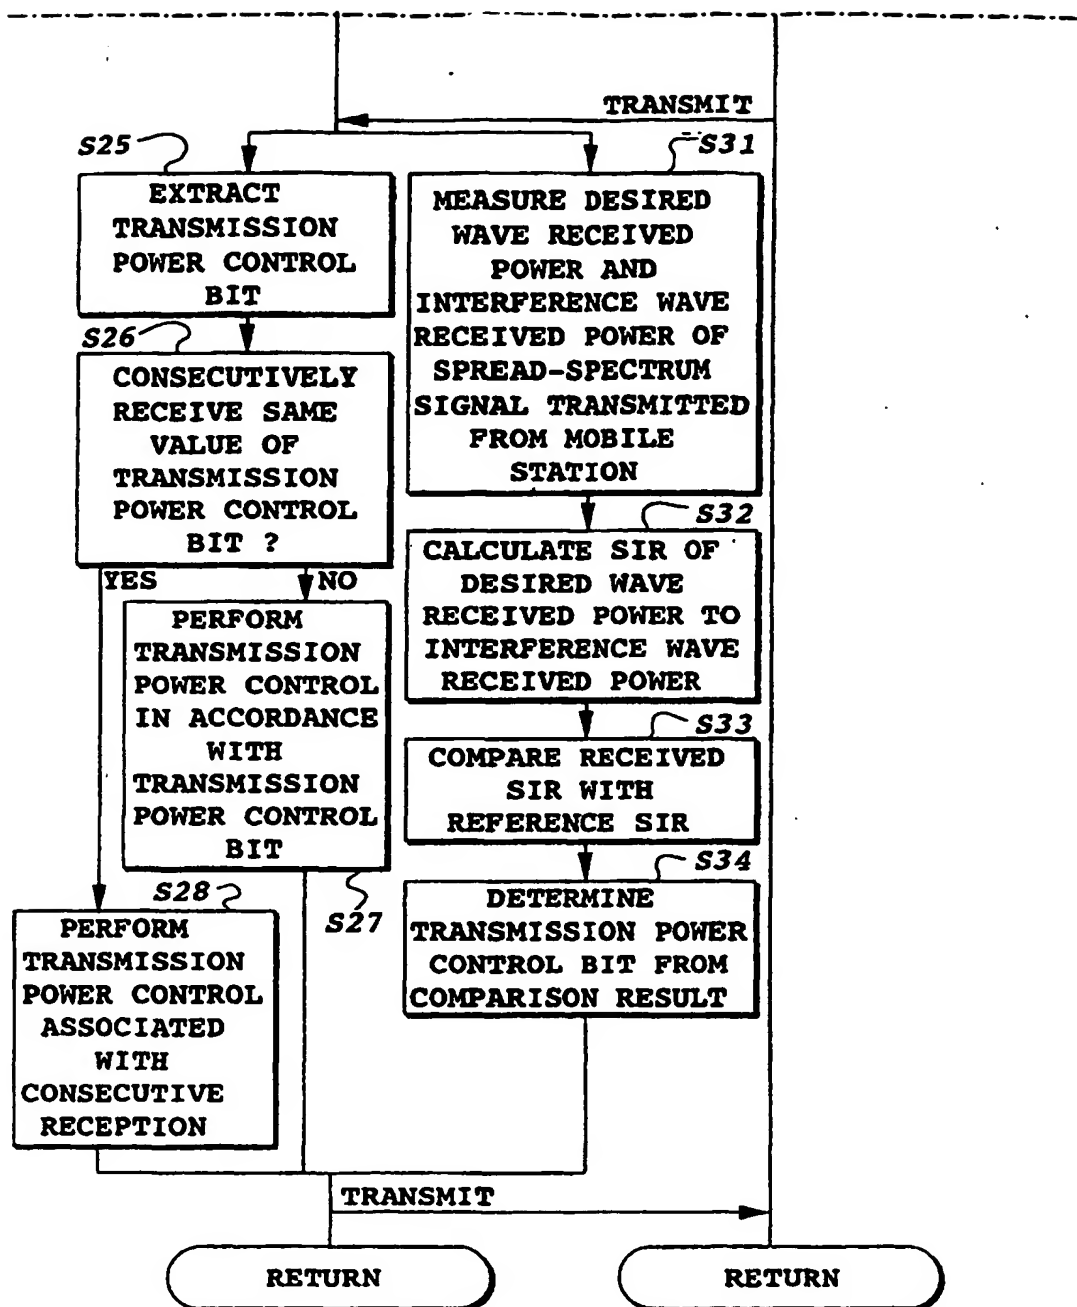 TRANSMIT
S25
EXTRACT
TRANSMISSION
POWER CONTROL
BIT
S26
CONSECUTIVELY
RECEIVE SAME
VALUE OF
TRANSMISSION
POWER CONTROL
BIT ?
YES
NO
PERFORM
TRANSMISSION
POWER CONTROL
IN ACCORDANCE
WITH
TRANSMISSION
POWER CONTROL
BIT
S27
S28
PERFORM
TRANSMISSION
POWER CONTROL
ASSOCIATED
WITH
CONSECUTIVE
RECEPTION
S31
MEASURE DESIRED
WAVE RECEIVED
POWER AND
INTERFERENCE WAVE
RECEIVED POWER OF
SPREAD-SPECTRUM
SIGNAL TRANSMITTED
FROM MOBILE
STATION
S32
CALCULATE SIR OF
DESIRED WAVE
RECEIVED POWER TO
INTERFERENCE WAVE
RECEIVED POWER
S33
COMPARE RECEIVED
SIR WITH
REFERENCE SIR
S34
DETERMINE
TRANSMISSION POWER
CONTROL BIT FROM
COMPARISON RESULT
TRANSMIT
RETURN
RETURN